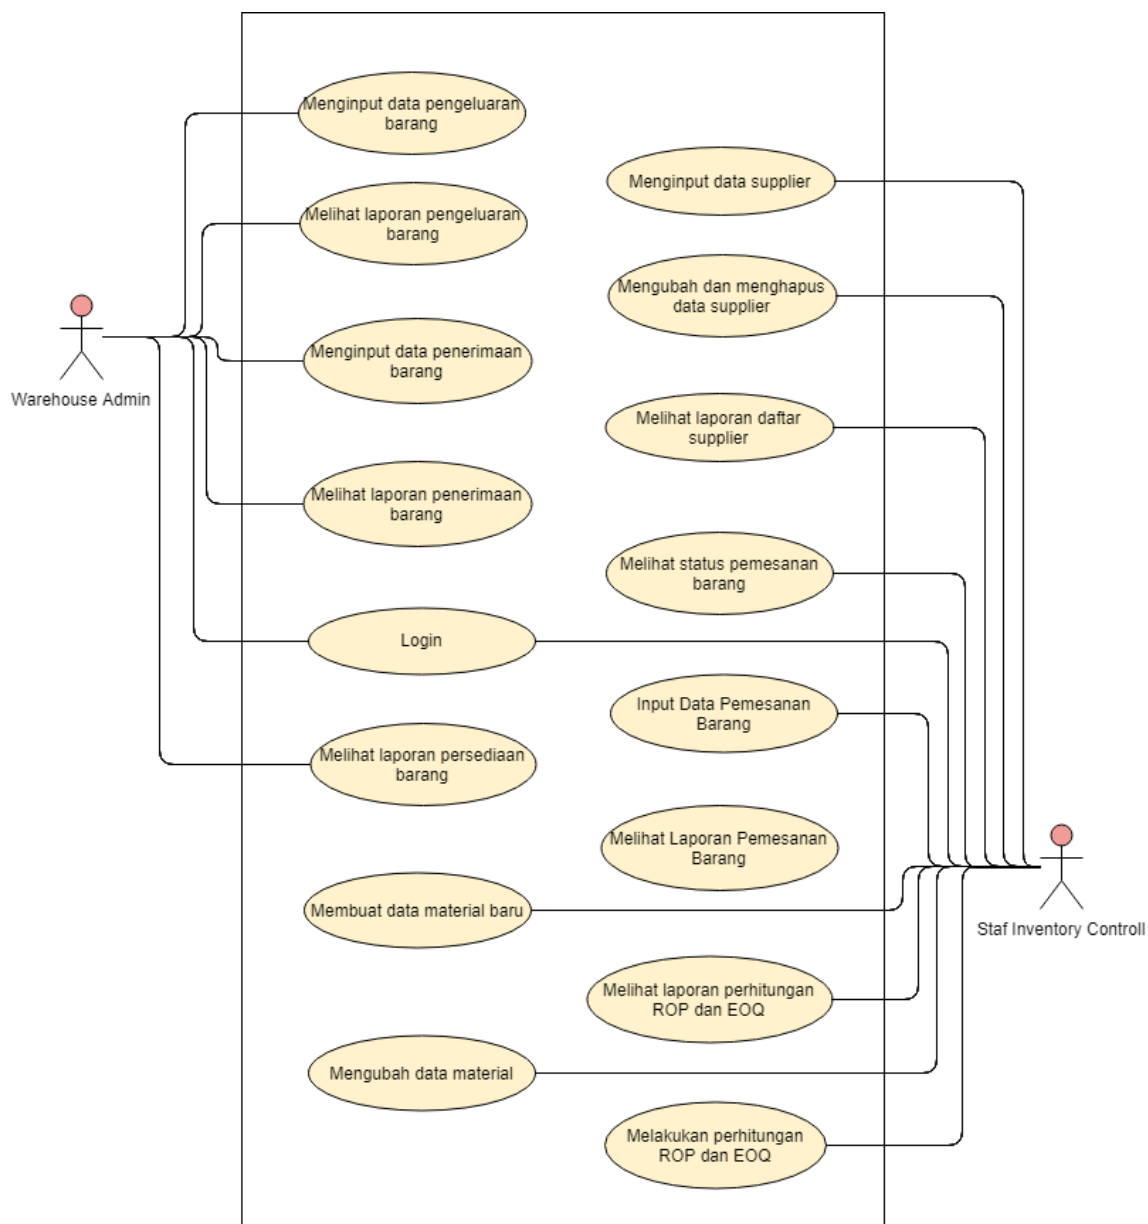 Menginput data pengeluaran
barang
Menginput data supplier
Melihat laporan pengeluaran
barang
Mengubah dan menghapus
data supplier
Menginput data penerimaan
barang
Warehouse Admin
Melihat laporan daftar
supplier
Melihat laporan penerimaan
barang
Melihat status pemesanan
barang
Login
Input Data Pemesanan
Barang
Melihat laporan persediaan
barang
Melihat Laporan Pemesanan
Barang
Membuat data material baru
Staf Inventory Controll
Melihat laporan perhitungan
ROP dan EOQ
Mengubah data material
Melakukan perhitungan
ROP dan EOQ